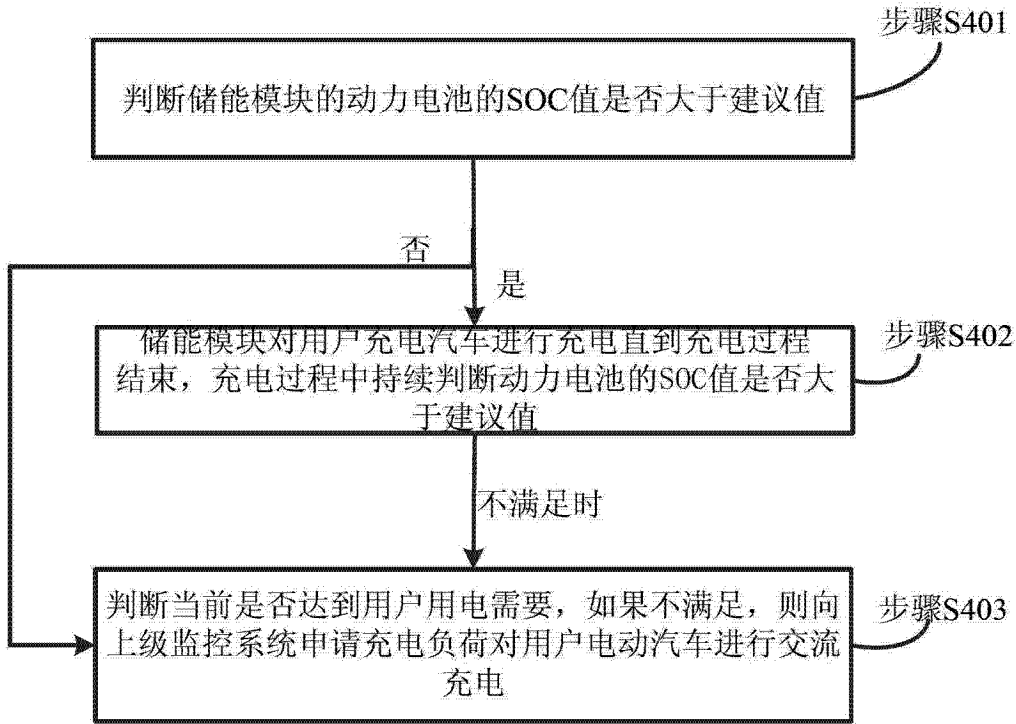 步骤S401
判断储能模块的动力电池的SOC值是否大于建议值
否
是
步骤S402
储能模块对用户充电汽车进行充电直到充电过程
结束，充电过程中持续判断动力电池的SOC值是否大
于建议值
不满足时
步骤S403
判断当前是否达到用户用电需要，如果不满足，则向
上级监控系统申请充电负荷对用户电动汽车进行交流
充电